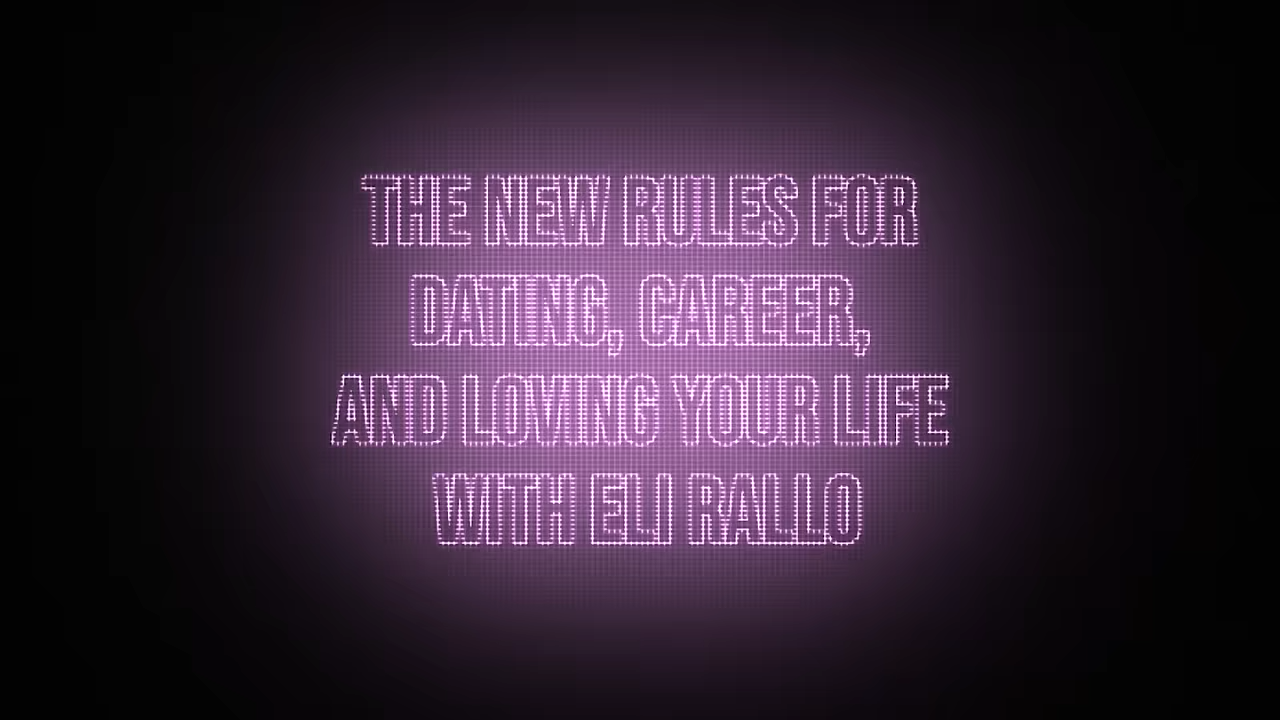 THE NEW RULES FOR
DATING, CAREER,
AND LOVING YOUR LIFE
WITH ELI RALLO